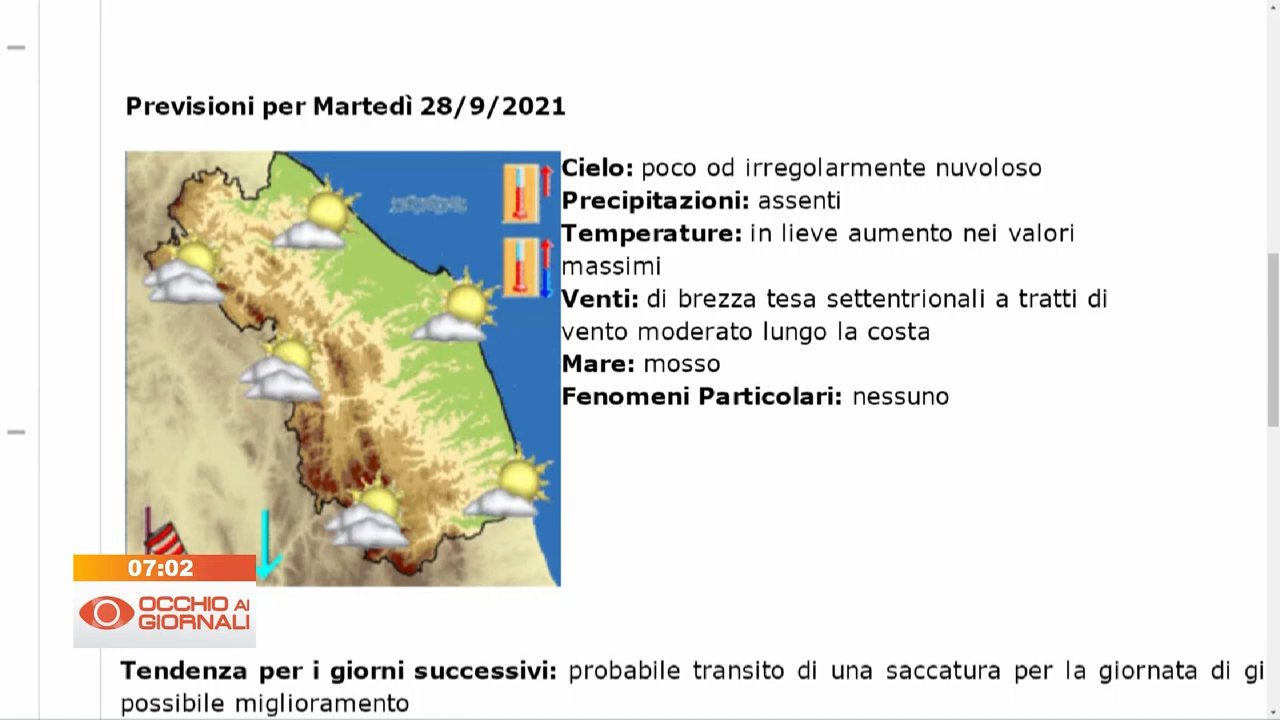 Previsioni per Martedì 28/9/2021
Cielo: poco od irregolarmente nuvoloso
Precipitazioni: assenti
Temperature: in lieve aumento nei valori
massimi
Venti: di brezza tesa settentrionali a tratti di
vento moderato lungo la costa
Mare: mosso
Fenomeni Particolari: nessuno
07:02
OCCHIO AI
GIORNALI
Tendenza per i giorni successivi: probabile transito di una saccatura per la giornata di gi
possibile miglioramento